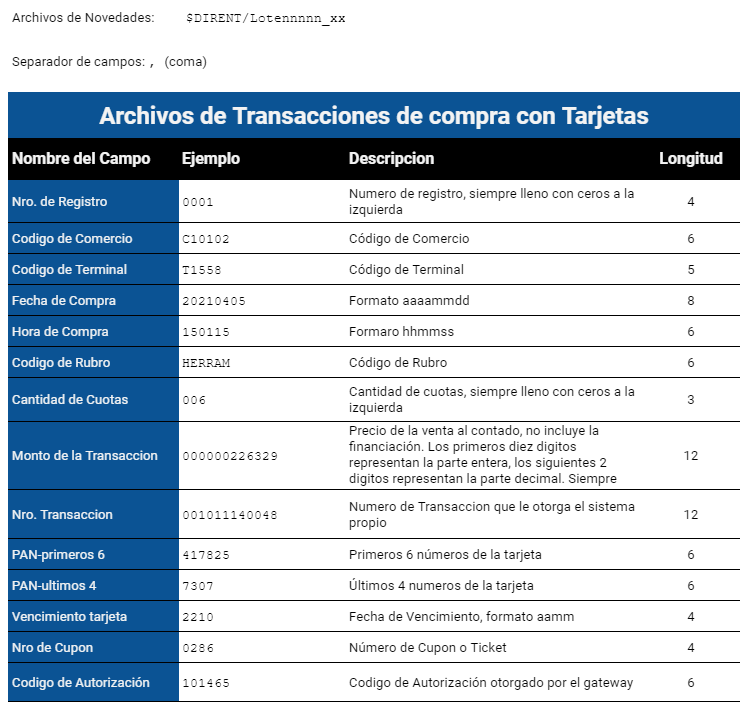 Archivos de Novedades: $DIRENT/Lotennnnn_xx
Separador de campos: , (coma)
Archivos de Transacciones de compra con Tarjetas
Nombre del Campo Ejemplo Descripcion Longitud
Nro. de Registro 0001 Numero de registro, siempre lleno con ceros a la 4
izquierda
Codigo de Comercio C10102 Código de Comercio 6
Codigo de Terminal T1558 Código de Terminal 5
Fecha de Compra 20210405 Formato aaaammdd 8
Hora de Compra 150115 Formaro hhmmss 6
Codigo de Rubro HERRAM Código de Rubro 6
Cantidad de Cuotas 006 Cantidad de cuotas, siempre lleno con ceros a la 3
izquierda
Monto de la Transaccion 000000226329 Precio de la venta al contado, no incluye la 12
financiación. Los primeros diez digitos
representan la parte entera, los siguientes 2
digitos representan la parte decimal. Siempre
Nro. Transaccion 001011140048 Numero de Transaccion que le otorga el sistema 12
propio
PAN-primeros 6 417825 Primeros 6 números de la tarjeta 6
PAN-ultimos 4 7307 Últimos 4 numeros de la tarjeta 6
Vencimiento tarjeta 2210 Fecha de Vencimiento, formato aamm 4
Nro de Cupon 0286 Número de Cupon o Ticket 4
Codigo de Autorización 101465 Codigo de Autorización otorgado por el gateway 6